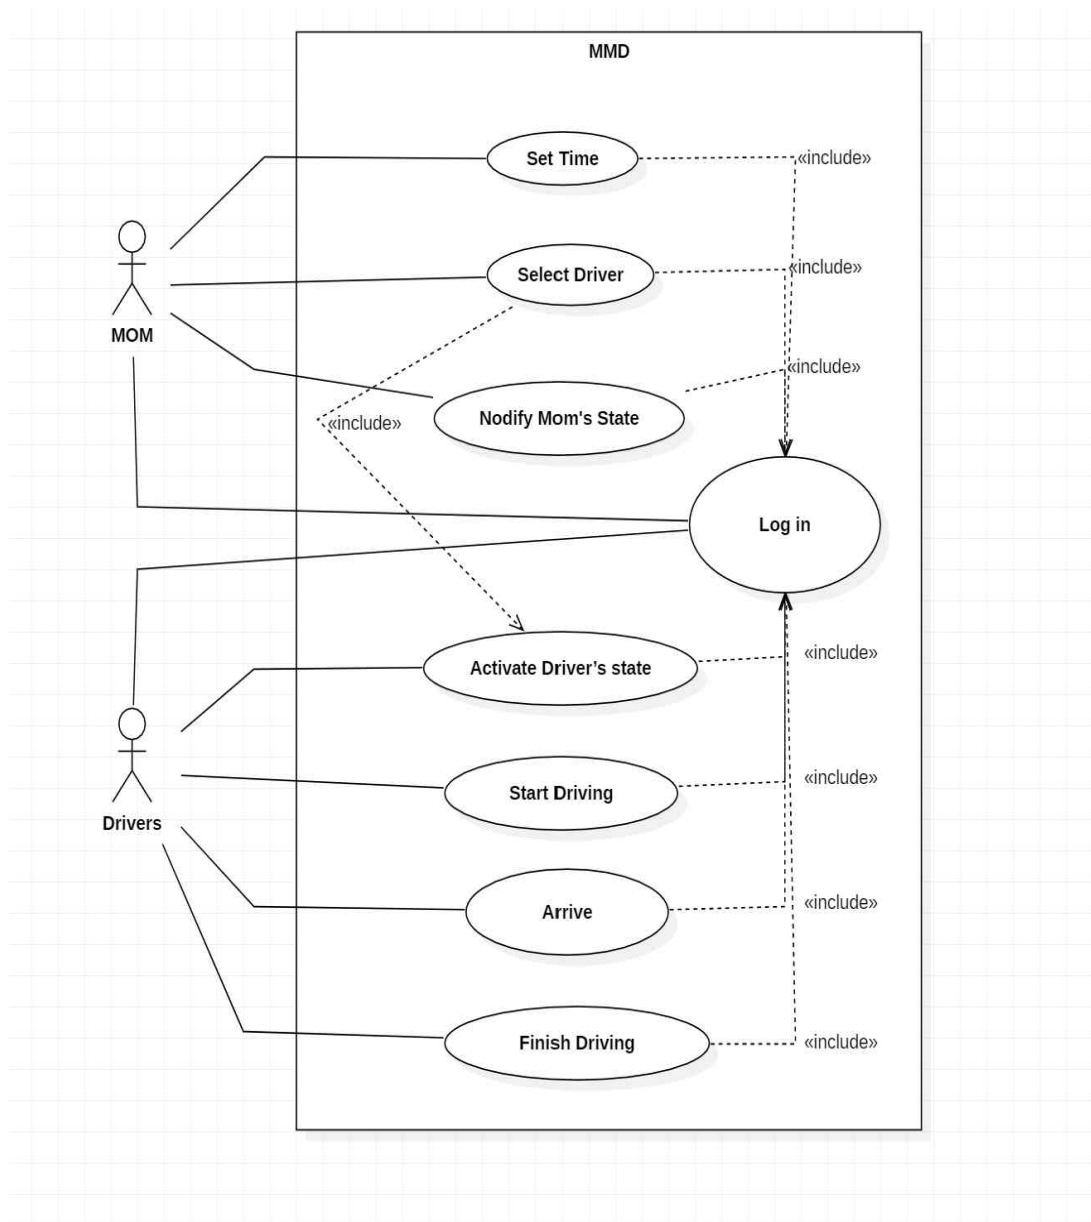 MMD
Set Time
«include»
Select Driver
«include»
MOM
«include»
Nodify Mom's State
«include»
Log in
Activate Driver’s state
«include»
Start Driving
«include»
Drivers
Arrive
«include»
Finish Driving
«include»